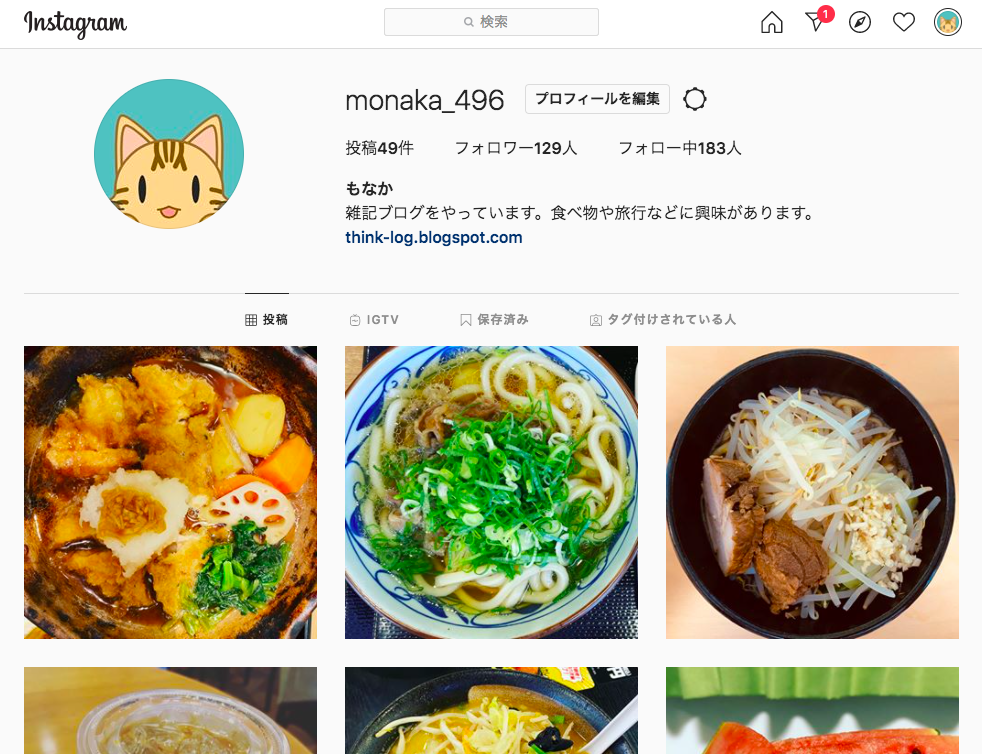 Instagram
検索
1
monaka_496
プロフィールを編集
投稿49件 フォロワー129人 フォロー中183人
もなか
雑記ブログをやっています。食べ物や旅行などに興味があります。
think-log.blogspot.com
投稿 IGTV 保存済み タグ付けされている人